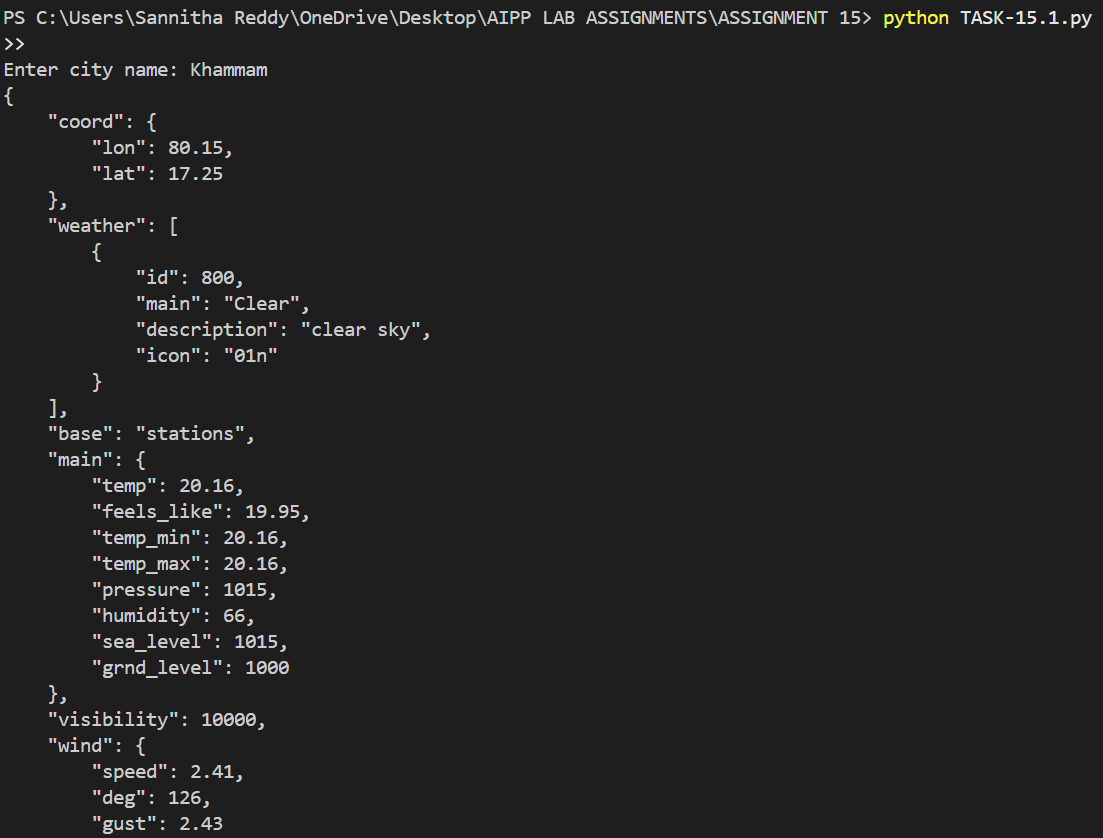 PS C:\Users\Sannitha Reddy\OneDrive\Desktop\AIPP LAB ASSIGNMENTS\ASSIGNMENT 15> python TASK-15.1.py
>>
Enter city name: Khammam
{
    "coord": {
        "lon": 80.15,
        "lat": 17.25
    },
    "weather": [
        {
            "id": 800,
            "main": "Clear",
            "description": "clear sky",
            "icon": "01n"
        }
    ],
    "base": "stations",
    "main": {
        "temp": 20.16,
        "feels_like": 19.95,
        "temp_min": 20.16,
        "temp_max": 20.16,
        "pressure": 1015,
        "humidity": 66,
        "sea_level": 1015,
        "grnd_level": 1000
    },
    "visibility": 10000,
    "wind": {
        "speed": 2.41,
        "deg": 126,
        "gust": 2.43